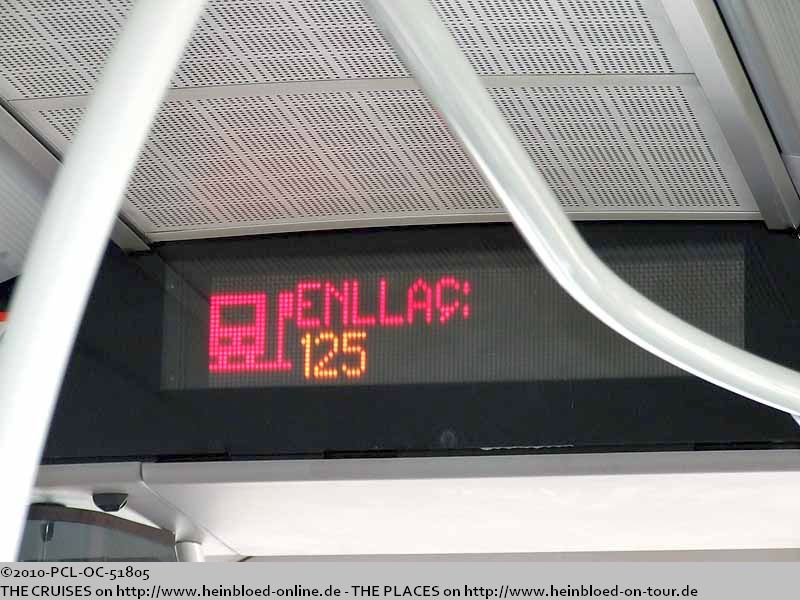 ENLLAÇ:
125
©2010-PCL-OC-51805
THE CRUISES on http://www.heinbloed-online.de - THE PLACES on http://www.heinbloed-on-tour.de